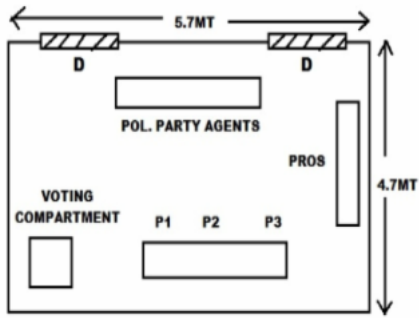 5.7MT
D
D
POL. PARTY AGENTS
PROS
4.7MT
VOTING
COMPARTMENT
P1 P2 P3